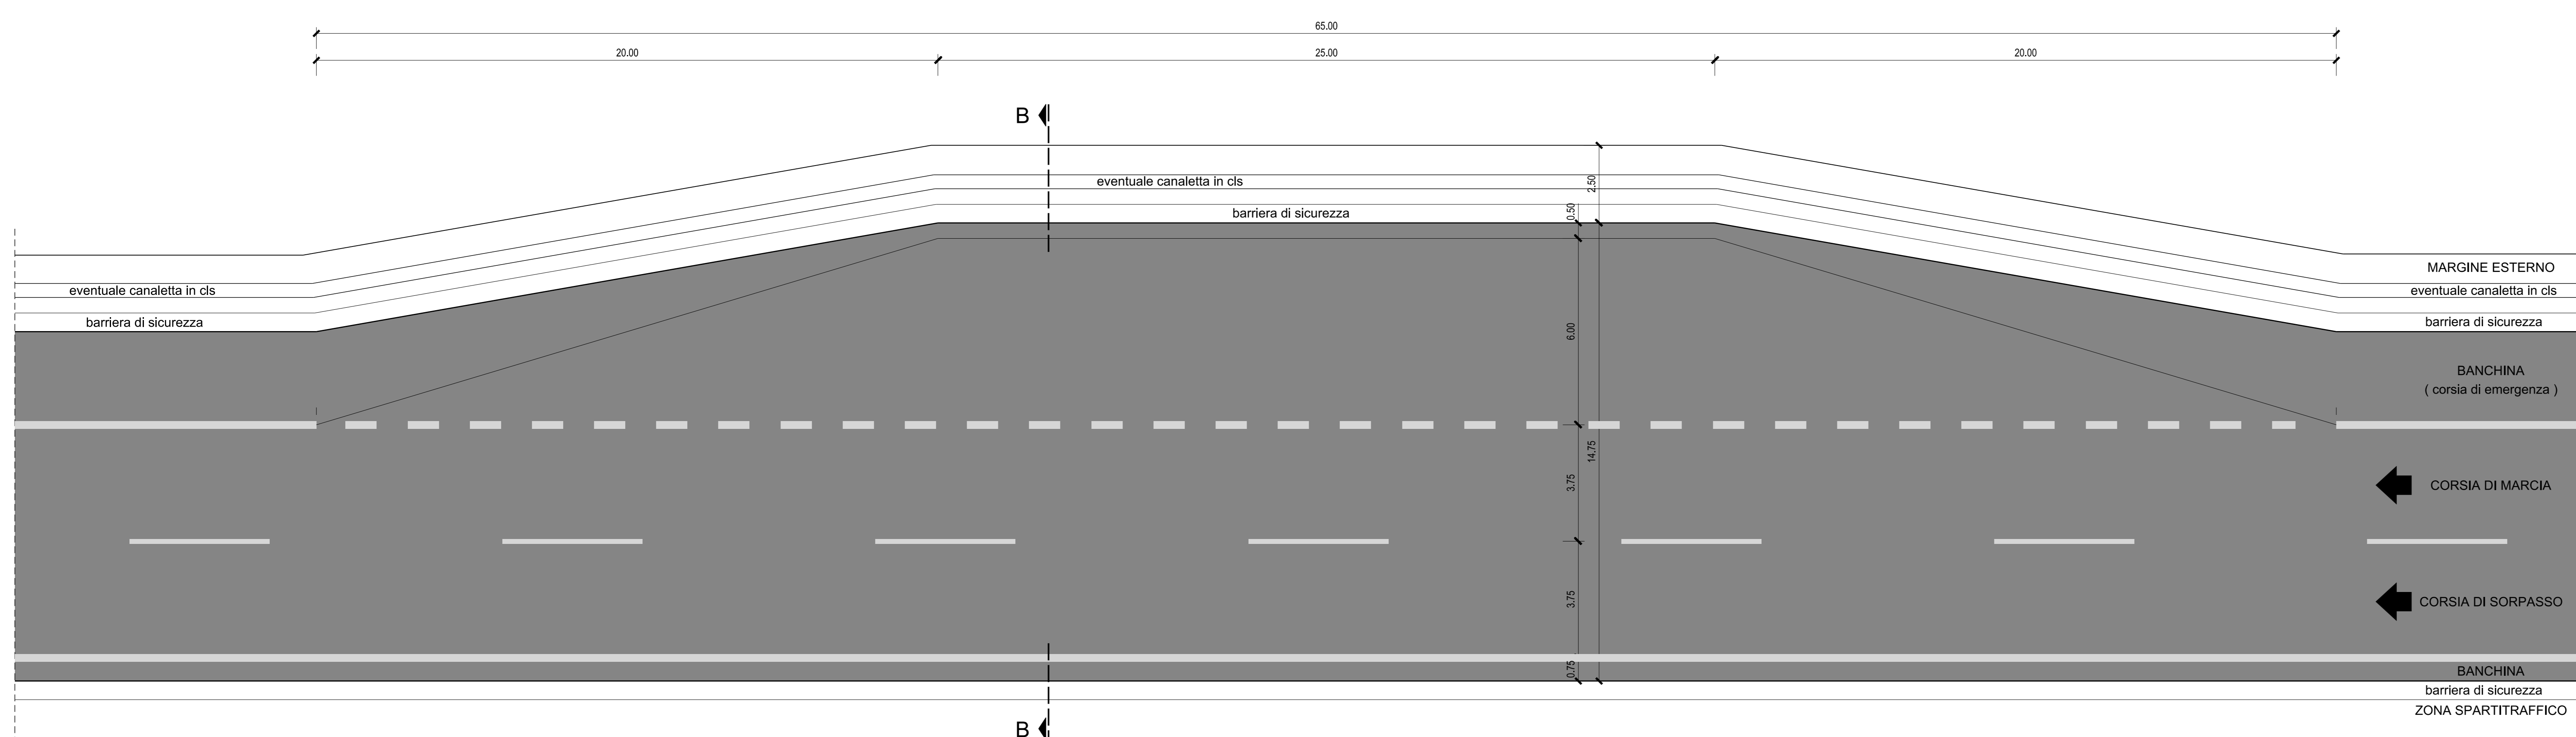 65.00
20.00
25.00
20.00
B
eventuale canaletta in cls
barriera di sicurezza
2.50
0.50
MARGINE ESTERNO
eventuale canaletta in cls
eventuale canaletta in cls
barriera di sicurezza
barriera di sicurezza
6.00
BANCHINA
( corsia di emergenza )
14.75
3.75
CORSIA DI MARCIA
3.75
CORSIA DI SORPASSO
0.75
BANCHINA
barriera di sicurezza
ZONA SPARTITRAFFICO
B